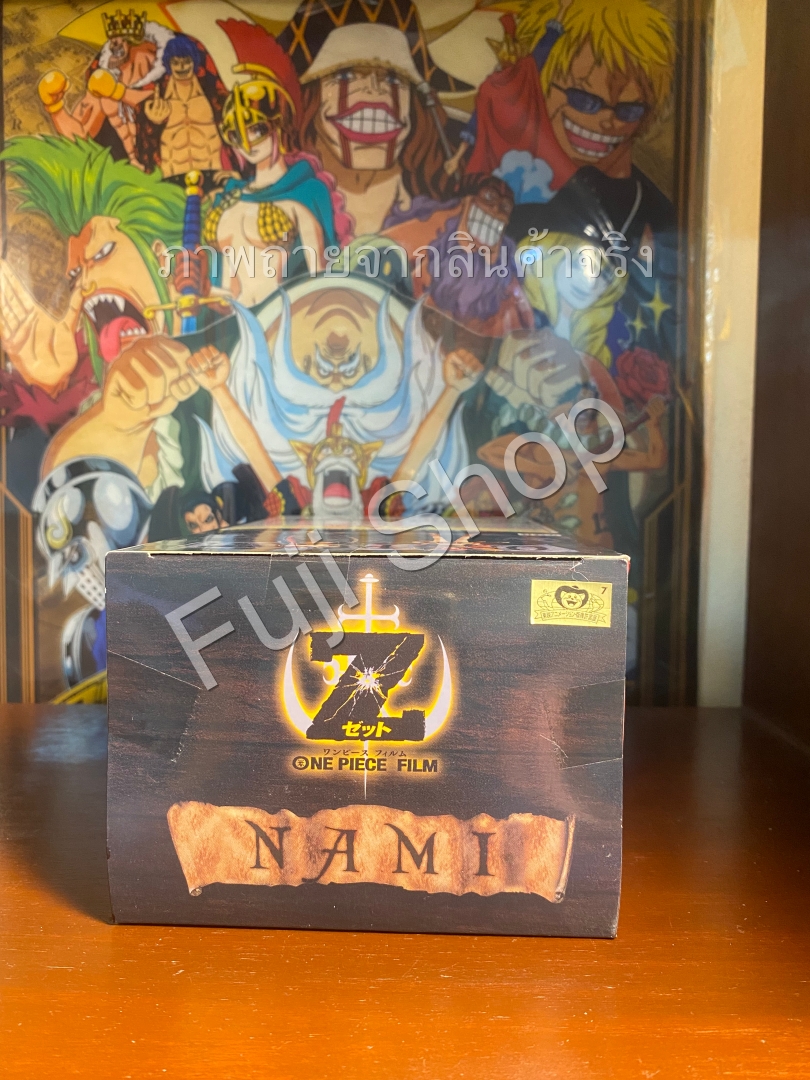 ภาพถ่ายจากสินค้าจริง
Fuji Shop
7
Z
ゼット
ワンピース フィルム
ONE PIECE FILM
NAMI